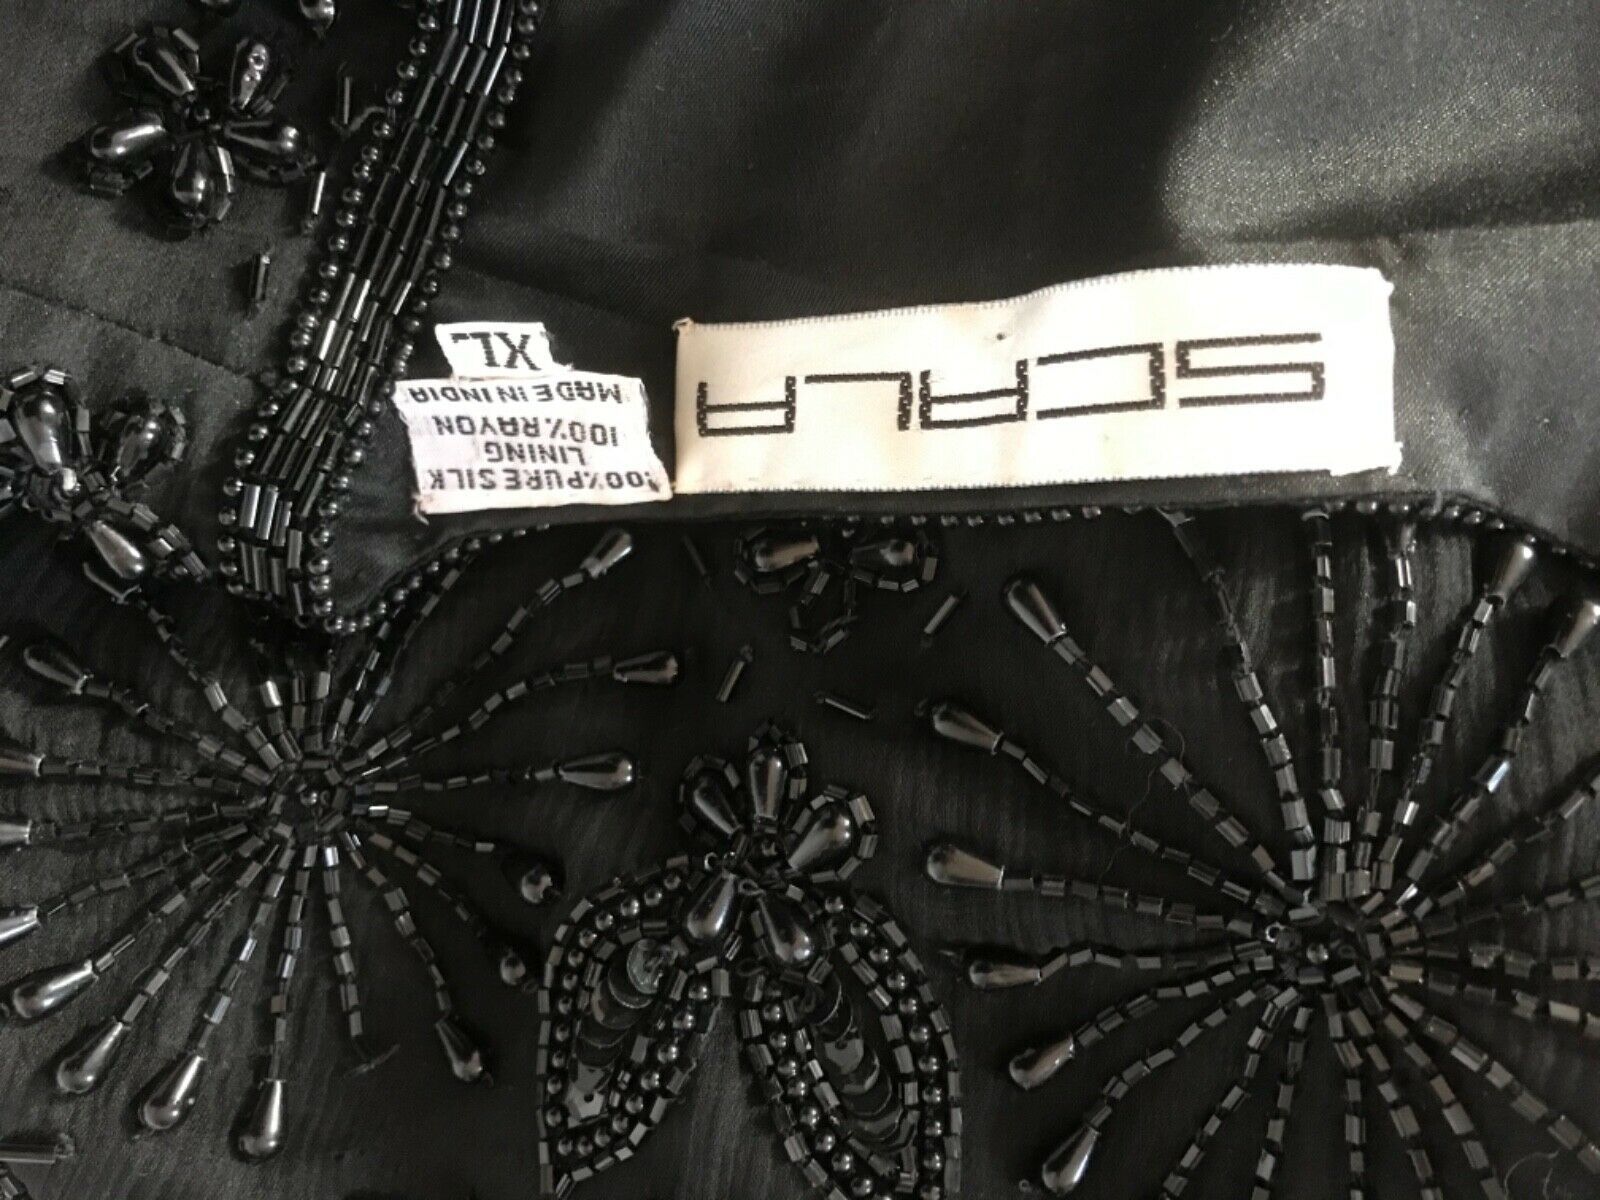 SCALA
XL
100% PURE SILK
LINING
100% RAYON
MADE IN INDIA